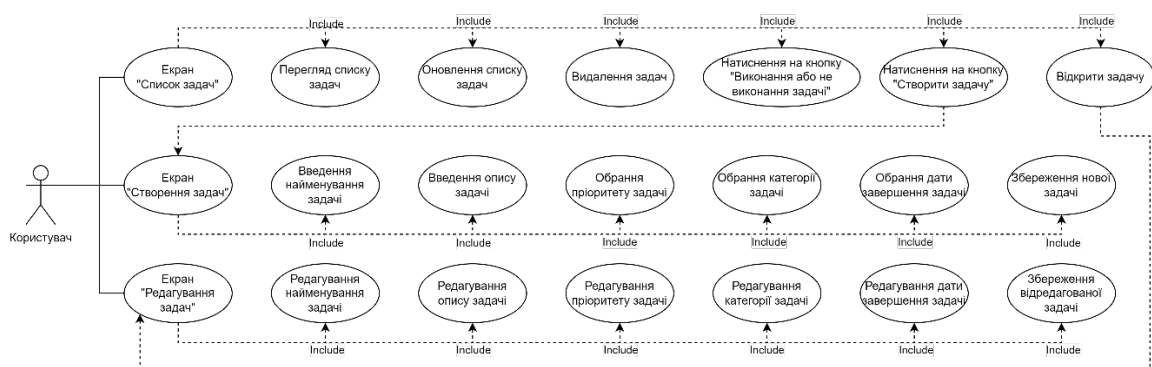 Include
Include
Include
Include
Include
Include
Екран
"Список задач"
Перегляд списку
задач
Оновлення списку
задач
Видалення задач
Натиснення на кнопку
"Виконання або не
виконання задачі"
Натиснення на кнопку
"Створити задачу"
Відкрити задачу
Користувач
Екран
"Створення задач"
Введення
найменування
задачі
Введення опису
задачі
Обрання
пріоритету задачі
Обрання категорії
задачі
Обрання дати
завершення задачі
Збереження нової
задачі
Include
Include
Include
Include
Include
Include
Екран
"Редагування
задач"
Редагування
найменування
задачі
Редагування
опису задачі
Редагування
пріоритету задачі
Редагування
категорії задачі
Редагування дати
завершення задачі
Збереження
відредагованої
задачі
Include
Include
Include
Include
Include
Include